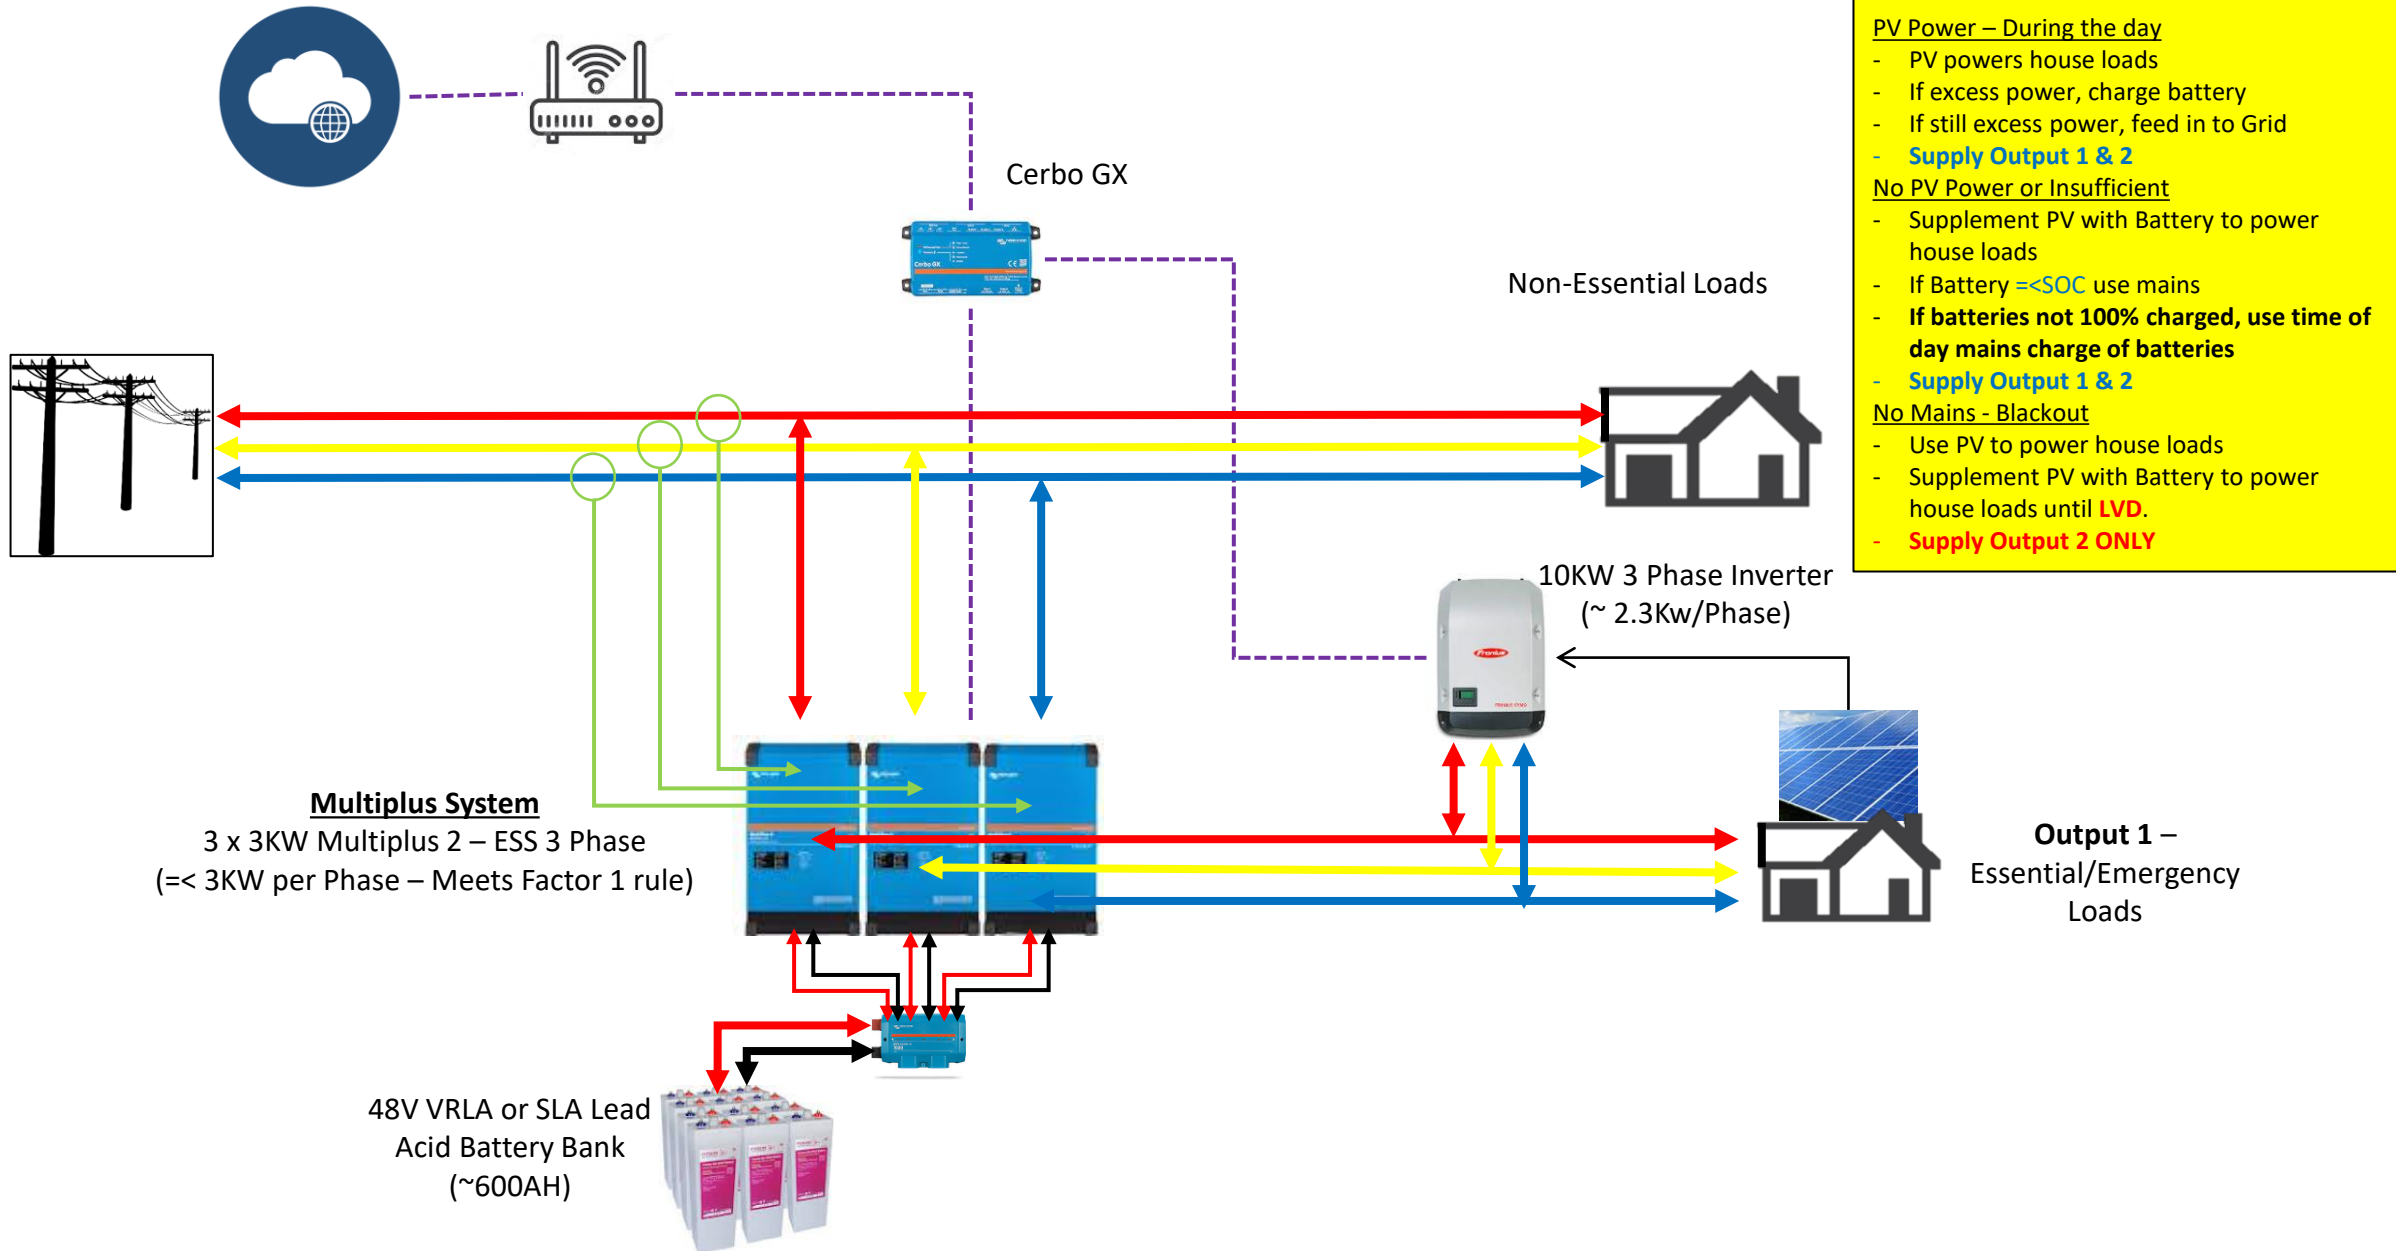 PV Power – During the day
- PV powers house loads
- If excess power, charge battery
- If still excess power, feed in to Grid
- Supply Output 1 & 2
No PV Power or Insufficient
- Supplement PV with Battery to power
house loads
- If Battery =<SOC use mains
- If batteries not 100% charged, use time of
day mains charge of batteries
- Supply Output 1 & 2
No Mains - Blackout
- Use PV to power house loads
- Supplement PV with Battery to power
house loads until LVD.
- Supply Output 2 ONLY
Cerbo GX
Cerbo GX
Non-Essential Loads
10KW 3 Phase Inverter
(~ 2.3Kw/Phase)
Fronius
Multiplus System
3 x 3KW Multiplus 2 – ESS 3 Phase
(=< 3KW per Phase – Meets Factor 1 rule)
Output 1 –
Essential/Emergency
Loads
48V VRLA or SLA Lead
Acid Battery Bank
(~600AH)